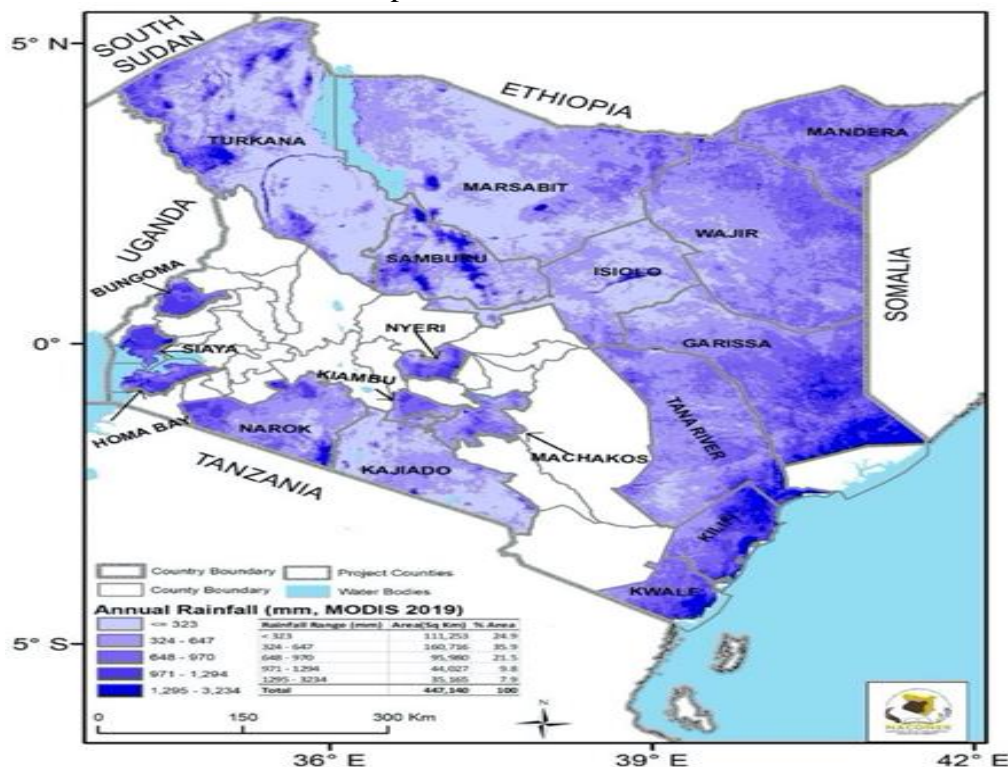 5° N
SOUTH
SUDAN
ETHIOPIA
TURKANA
MANDERA
MARSABIT
UGANDA
WAJIR
SAMBURU
ISIOLO
SOMALIA
BUNGOMA
0°
SIAYA
NYERI
GARISSA
KIAMBU
HOMA BAY
NAROK
TANA RIVER
MACHAKOS
KAJIADO
TANZANIA
KILIFI
KWALE
Country Boundary
Project Counties
County Boundary
Water Bodies
Annual Rainfall (mm, MODIS 2019)
<= 323
324 - 647
648 - 970
971 - 1,294
1,295 - 3,234
Rainfall Range (mm) Area(Sq Km) % Area
< 323 111,253 24.9
324 - 647 160,716 35.9
648 - 970 95,980 21.5
971 - 1294 44,027 9.8
1295 - 3234 35,165 7.9
Total 447,140 100
5° S
0 150 300 Km
N
36° E
39° E
42° E